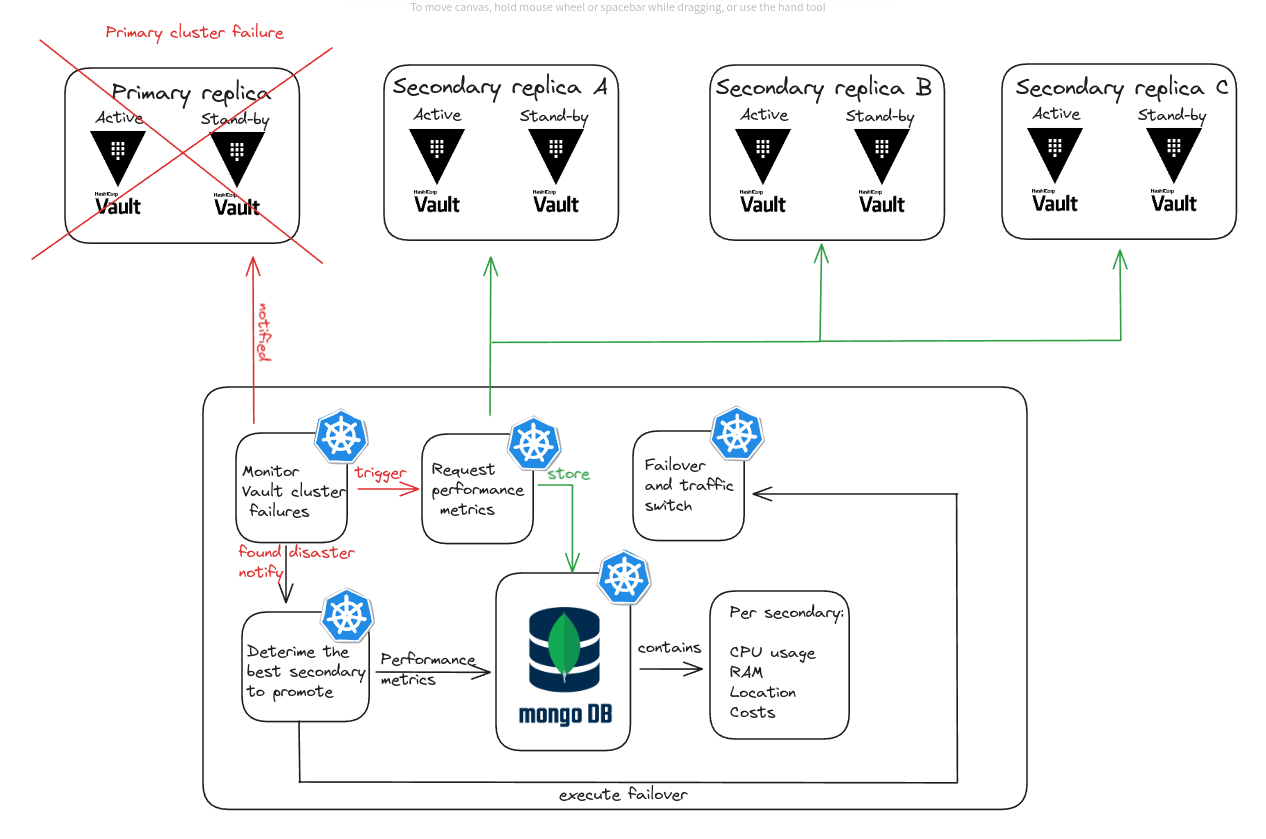 To move canvas, hold mouse wheel or spacebar while dragging, or use the hand tool
Primary cluster failure
Primary replica
Active
Stand-by
HashiCorp
Vault
HashiCorp
Vault
Secondary replica A
Active
Stand-by
HashiCorp
Vault
HashiCorp
Vault
Secondary replica B
Active
Stand-by
HashiCorp
Vault
HashiCorp
Vault
Secondary replica C
Active
Stand-by
HashiCorp
Vault
HashiCorp
Vault
notified
Monitor
Vault cluster
failures
trigger
Request
performance
metrics
store
Failover
and traffic
switch
found disaster
notify
Deterime the
best secondary
to promote
Performance
metrics
mongo DB
contains
Per secondary:
CPU usage
RAM
Location
Costs
execute failover